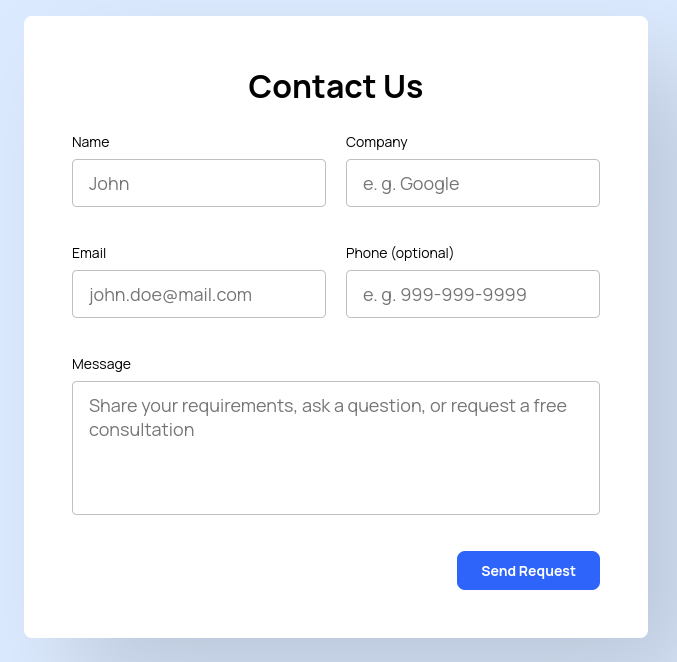 Contact Us
Name
Company
John
e. g. Google
Email
Phone (optional)
john.doe@mail.com
e. g. 999-999-9999
Message
Share your requirements, ask a question, or request a free
consultation
Send Request